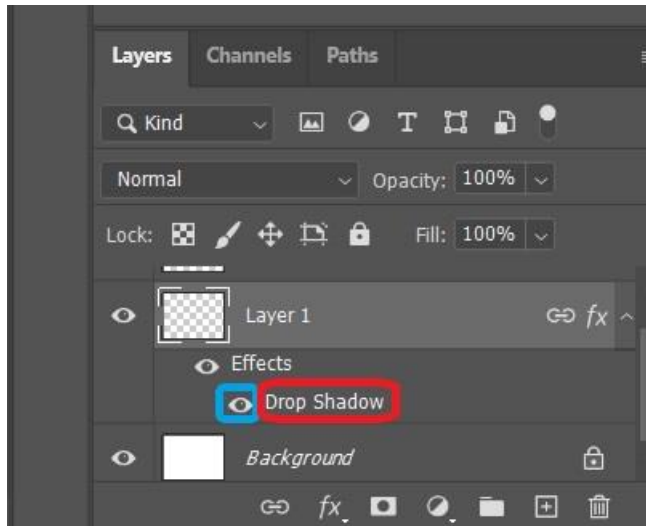 Layers Channels Paths
Kind T
Normal Opacity: 100%
Lock: Fill: 100%
Layer 1 fx
Effects
Drop Shadow
Background
fx